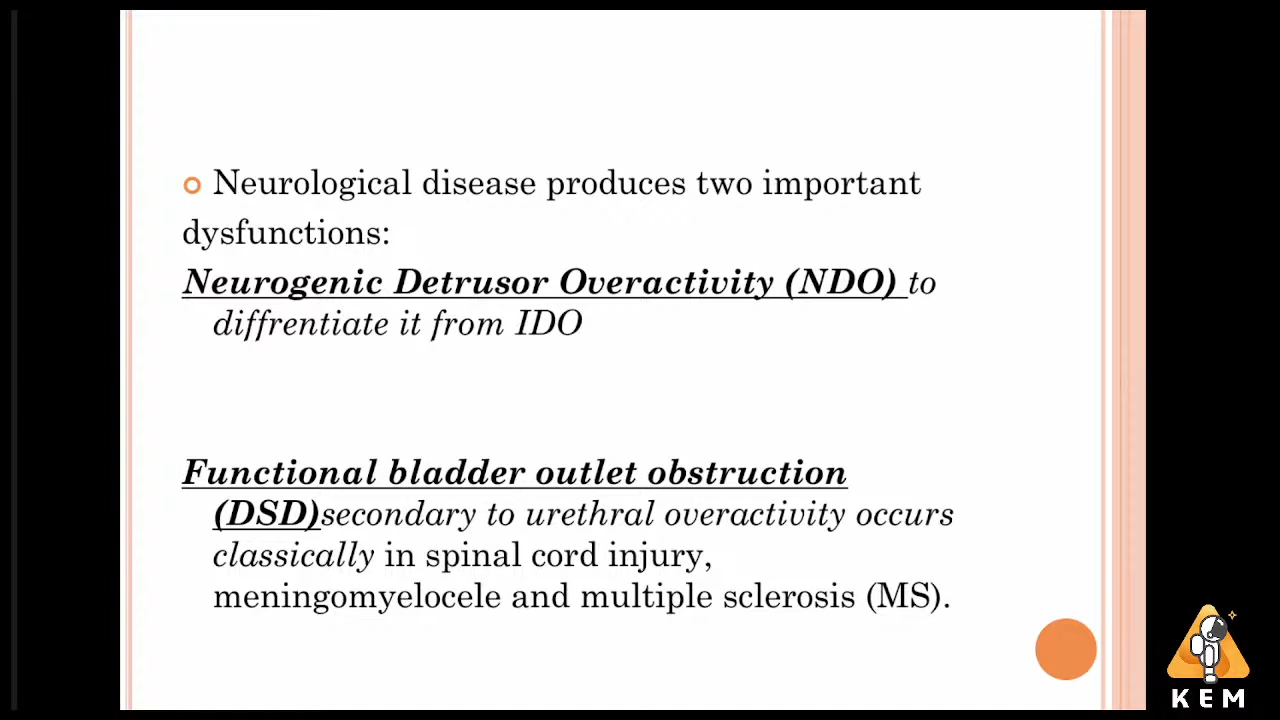 Neurological disease produces two important
dysfunctions:
Neurogenic Detrusor Overactivity (NDO) to
diffrentiate it from IDO
Functional bladder outlet obstruction
(DSD)secondary to urethral overactivity occurs
classically in spinal cord injury,
meningomyelocele and multiple sclerosis (MS).
KEM